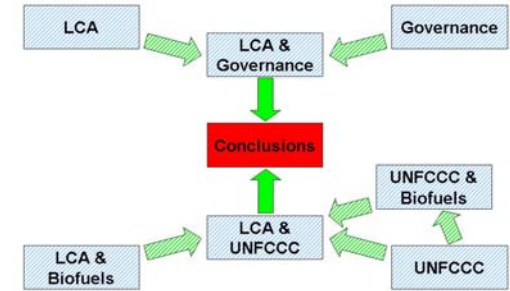 LCA
Governance
LCA &
Governance
Conclusions
UNFCCC &
Biofuels
LCA &
UNFCCC
LCA &
Biofuels
UNFCCC